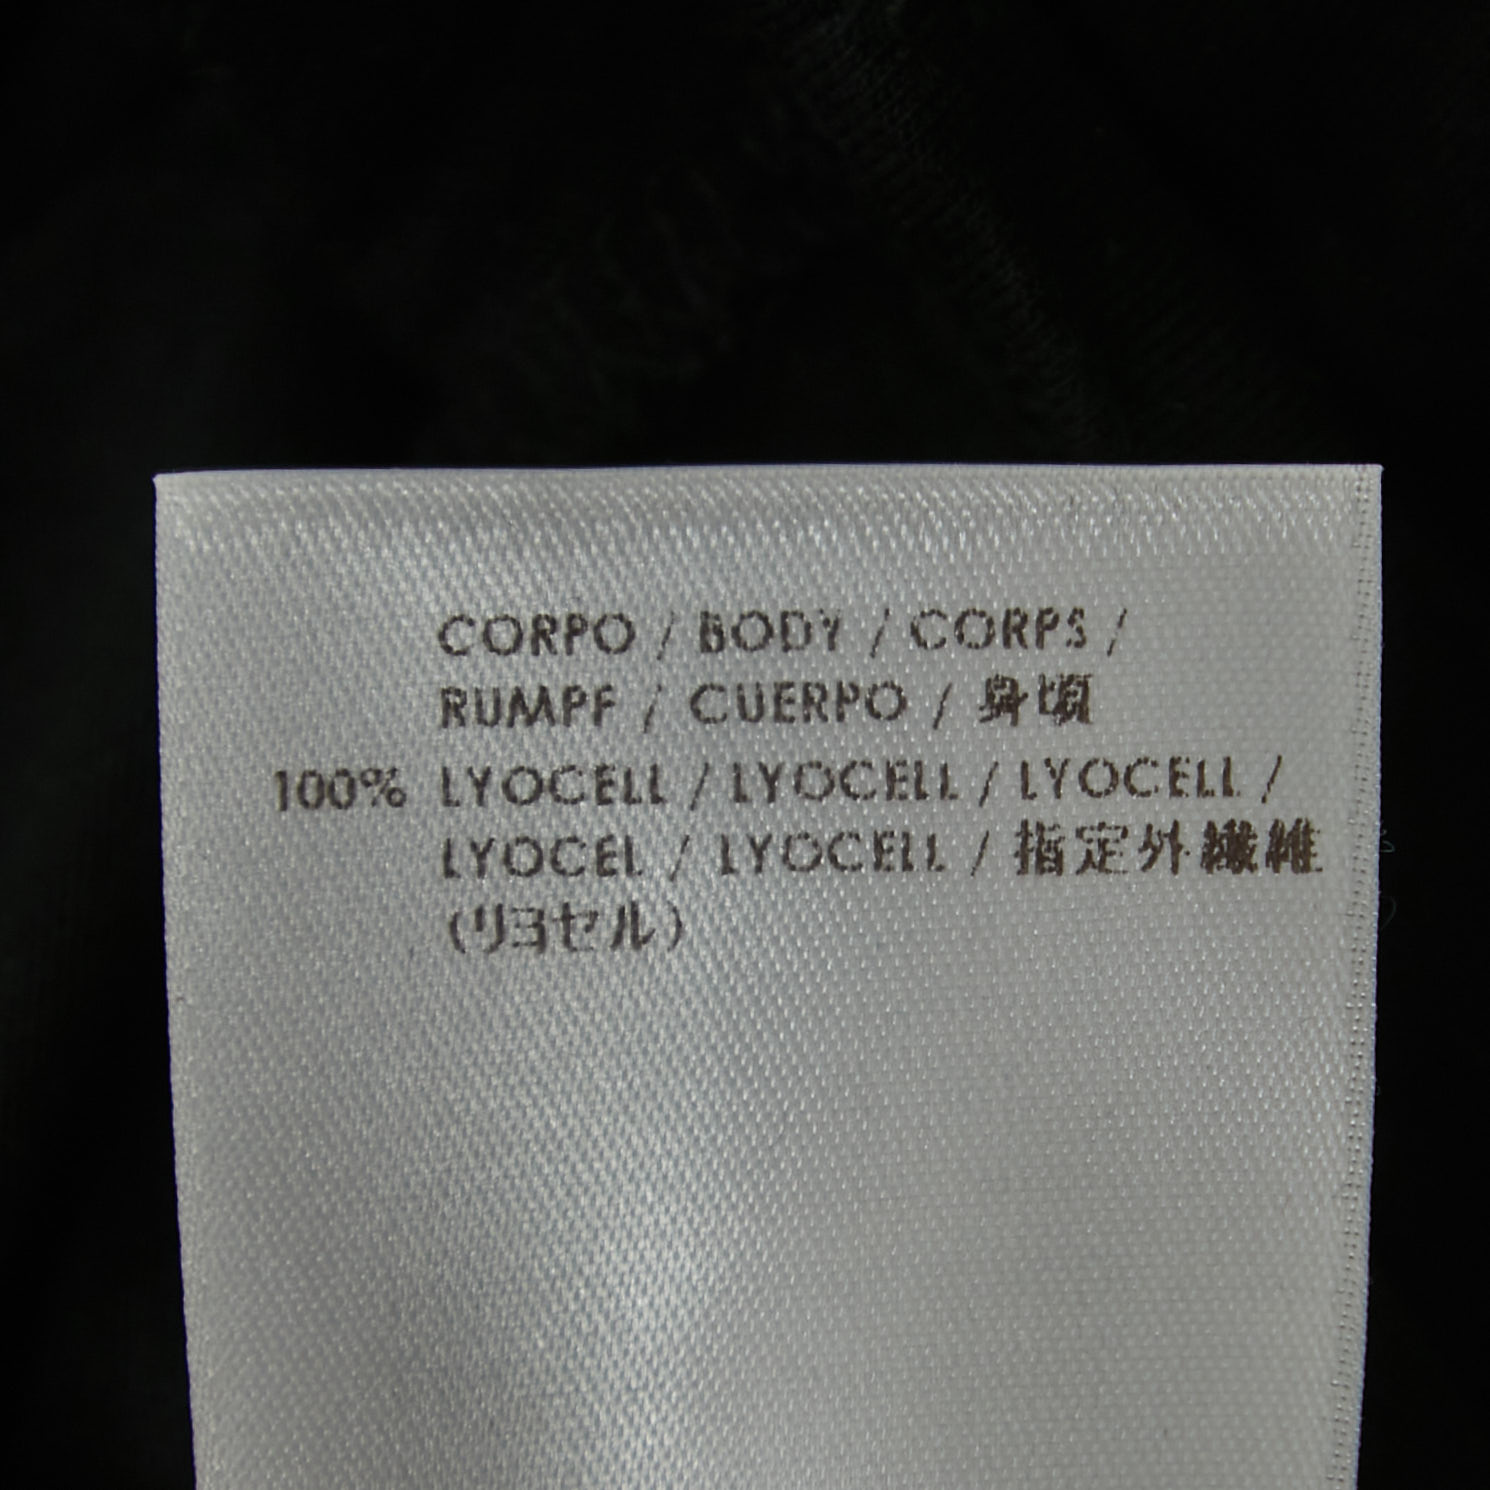 CORPO / BODY / CORPS /
RUMPF / CUERPO / 身頃
100% LYOCELL / LYOCELL / LYOCELL /
LYOCEL / LYOCELL / 指定外繊維
(リヨセル)